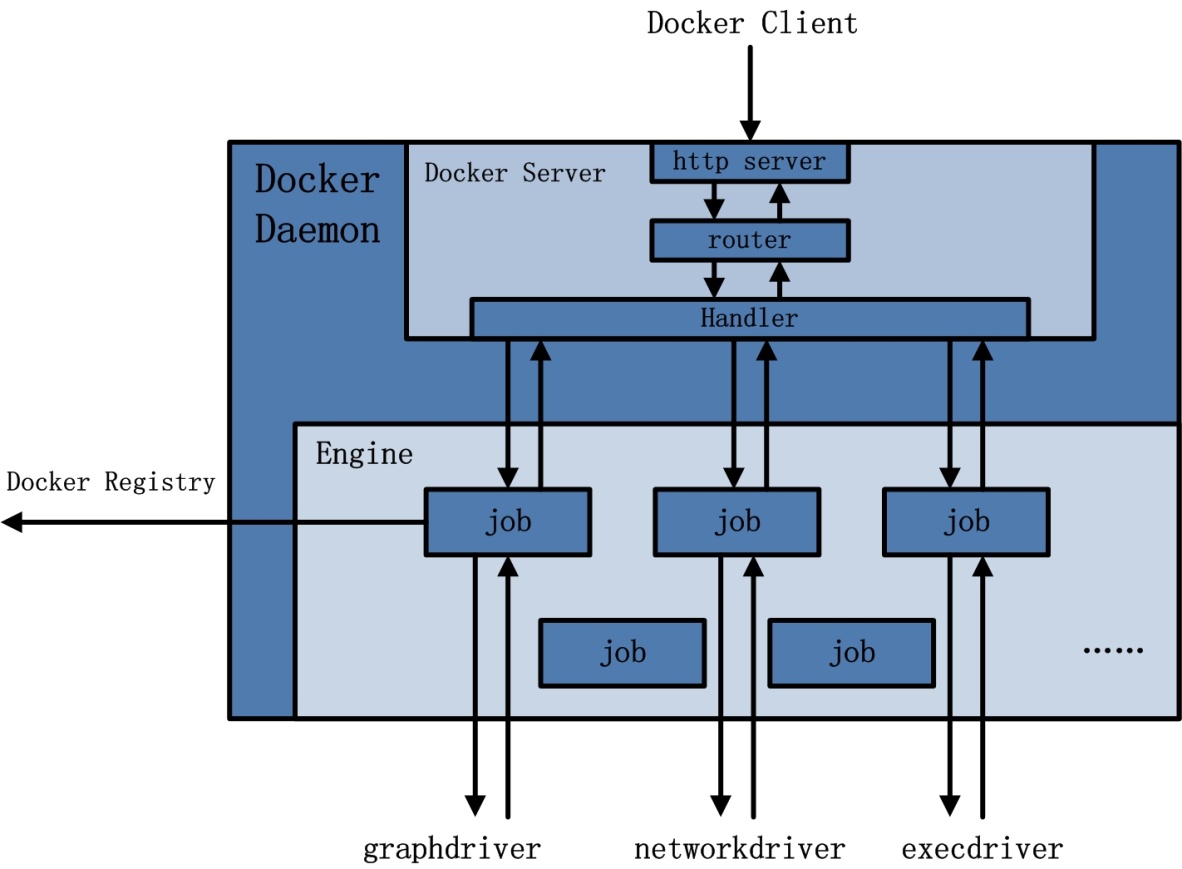 Docker Client
Docker
Daemon
Docker Server
http server
router
Handler
Engine
Docker Registry
job
job
job
job
job
......
graphdriver
networkdriver
execdriver